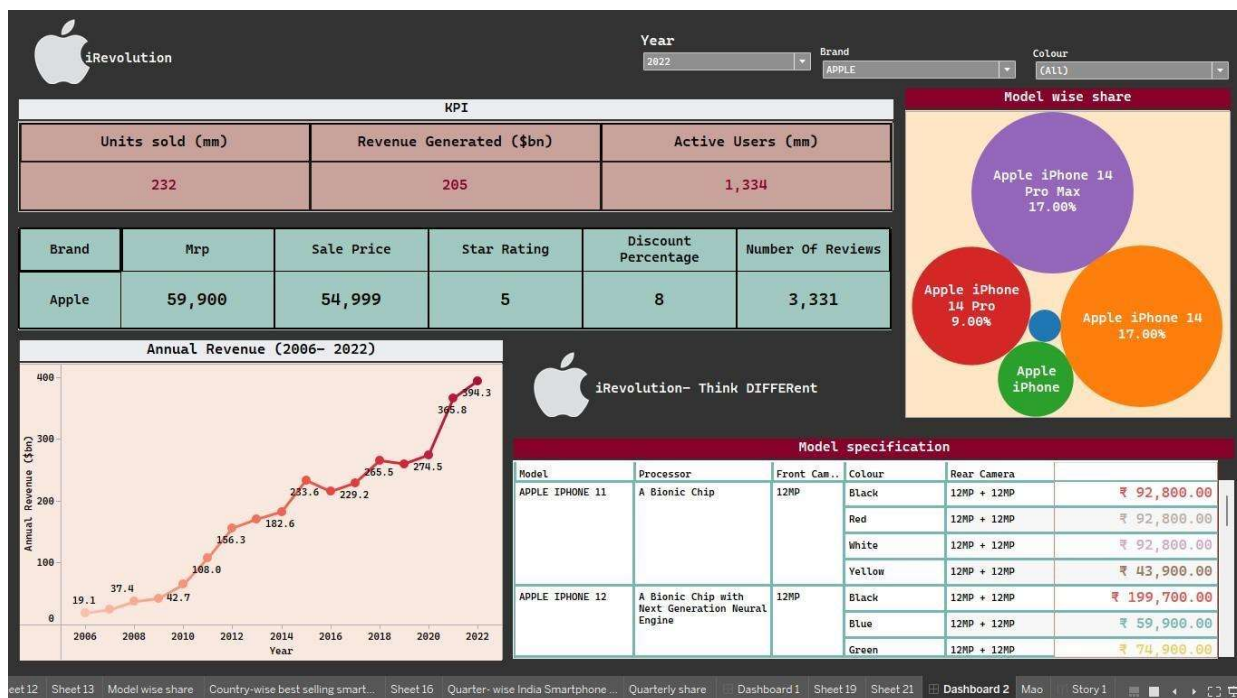 iRevolution
Year
2022
Brand
APPLE
Colour
(All)
KPI
Units sold (mm)
Revenue Generated ($bn)
Active Users (mm)
232
205
1,334
Model wise share
Apple iPhone 14
Pro Max
17.00%
Apple iPhone
14 Pro
9.00%
Apple iPhone 14
17.00%
Apple
iPhone
Brand
Mrp
Sale Price
Star Rating
Discount
Percentage
Number Of Reviews
Apple
59,900
54,999
5
8
3,331
Annual Revenue (2006– 2022)
Annual Revenue ($bn)
400
300
200
100
0
19.1
37.4
42.7
108.0
156.3
182.6
233.6
229.2
265.5
274.5
365.8
394.3
2006
2008
2010
2012
2014
2016
2018
2020
2022
Year
iRevolution– Think DIFFERent
Model specification
Model
Processor
Front Cam..
Colour
Rear Camera
APPLE IPHONE 11
A Bionic Chip
12MP
Black
12MP + 12MP
₹ 92,800.00
Red
12MP + 12MP
₹ 92,800.00
White
12MP + 12MP
₹ 92,800.00
Yellow
12MP + 12MP
₹ 43,900.00
APPLE IPHONE 12
A Bionic Chip with
Next Generation Neural
Engine
12MP
Black
12MP + 12MP
₹ 199,700.00
Blue
12MP + 12MP
₹ 59,900.00
Green
12MP + 12MP
₹ 74,900.00
eet 12
Sheet 13
Model wise share
Country-wise best selling smart...
Sheet 16
Quarter- wise India Smartphone ...
Quarterly share
Dashboard 1
Sheet 19
Sheet 21
Dashboard 2
Mao
Story 1